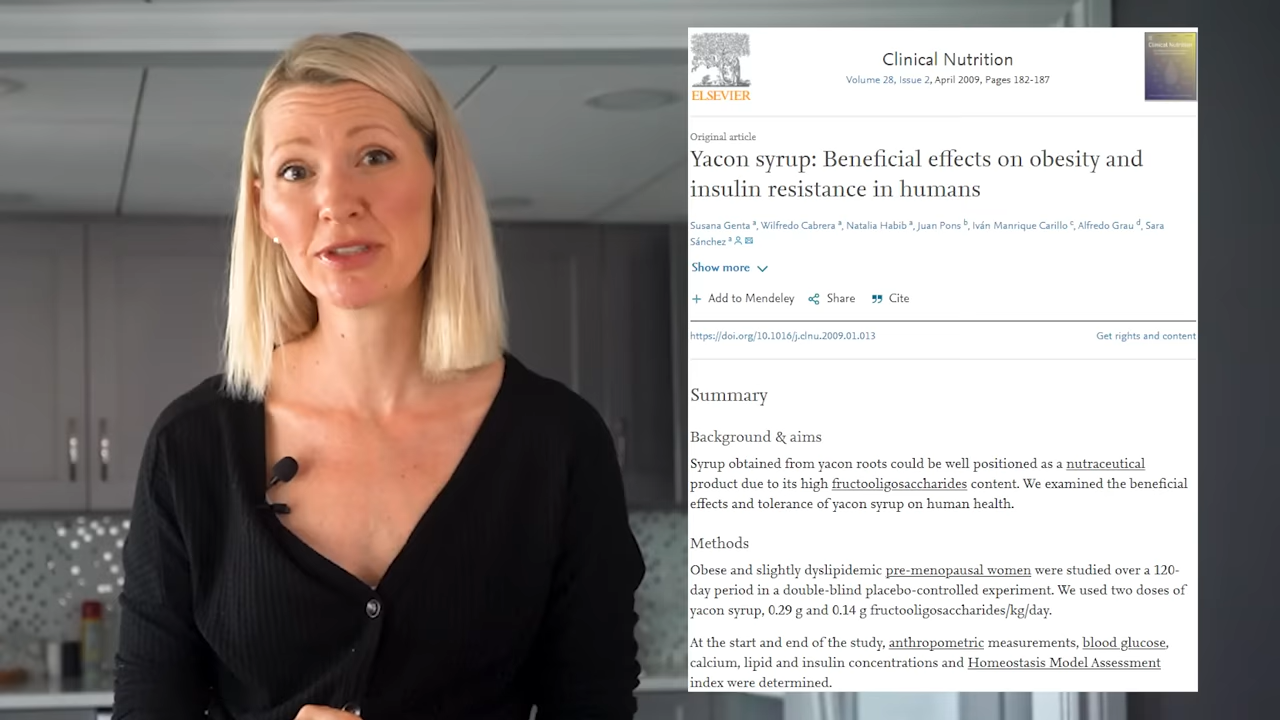 ELSEVIER
Clinical Nutrition
Volume 28, Issue 2, April 2009, Pages 182-187
Clinical Nutrition
Original article
Yacon syrup: Beneficial effects on obesity and
insulin resistance in humans
Susana Genta a, Wilfredo Cabrera a, Natalia Habib a, Juan Pons b, Iván Manrique Carillo c, Alfredo Grau d, Sara
Sánchez a
Show more
+ Add to Mendeley Share Cite
https://doi.org/10.1016/j.clnu.2009.01.013 Get rights and content
Summary
Background & aims
Syrup obtained from yacon roots could be well positioned as a nutraceutical
product due to its high fructooligosaccharides content. We examined the beneficial
effects and tolerance of yacon syrup on human health.
Methods
Obese and slightly dyslipidemic pre-menopausal women were studied over a 120-
day period in a double-blind placebo-controlled experiment. We used two doses of
yacon syrup, 0.29 g and 0.14 g fructooligosaccharides/kg/day.
At the start and end of the study, anthropometric measurements, blood glucose,
calcium, lipid and insulin concentrations and Homeostasis Model Assessment
index were determined.